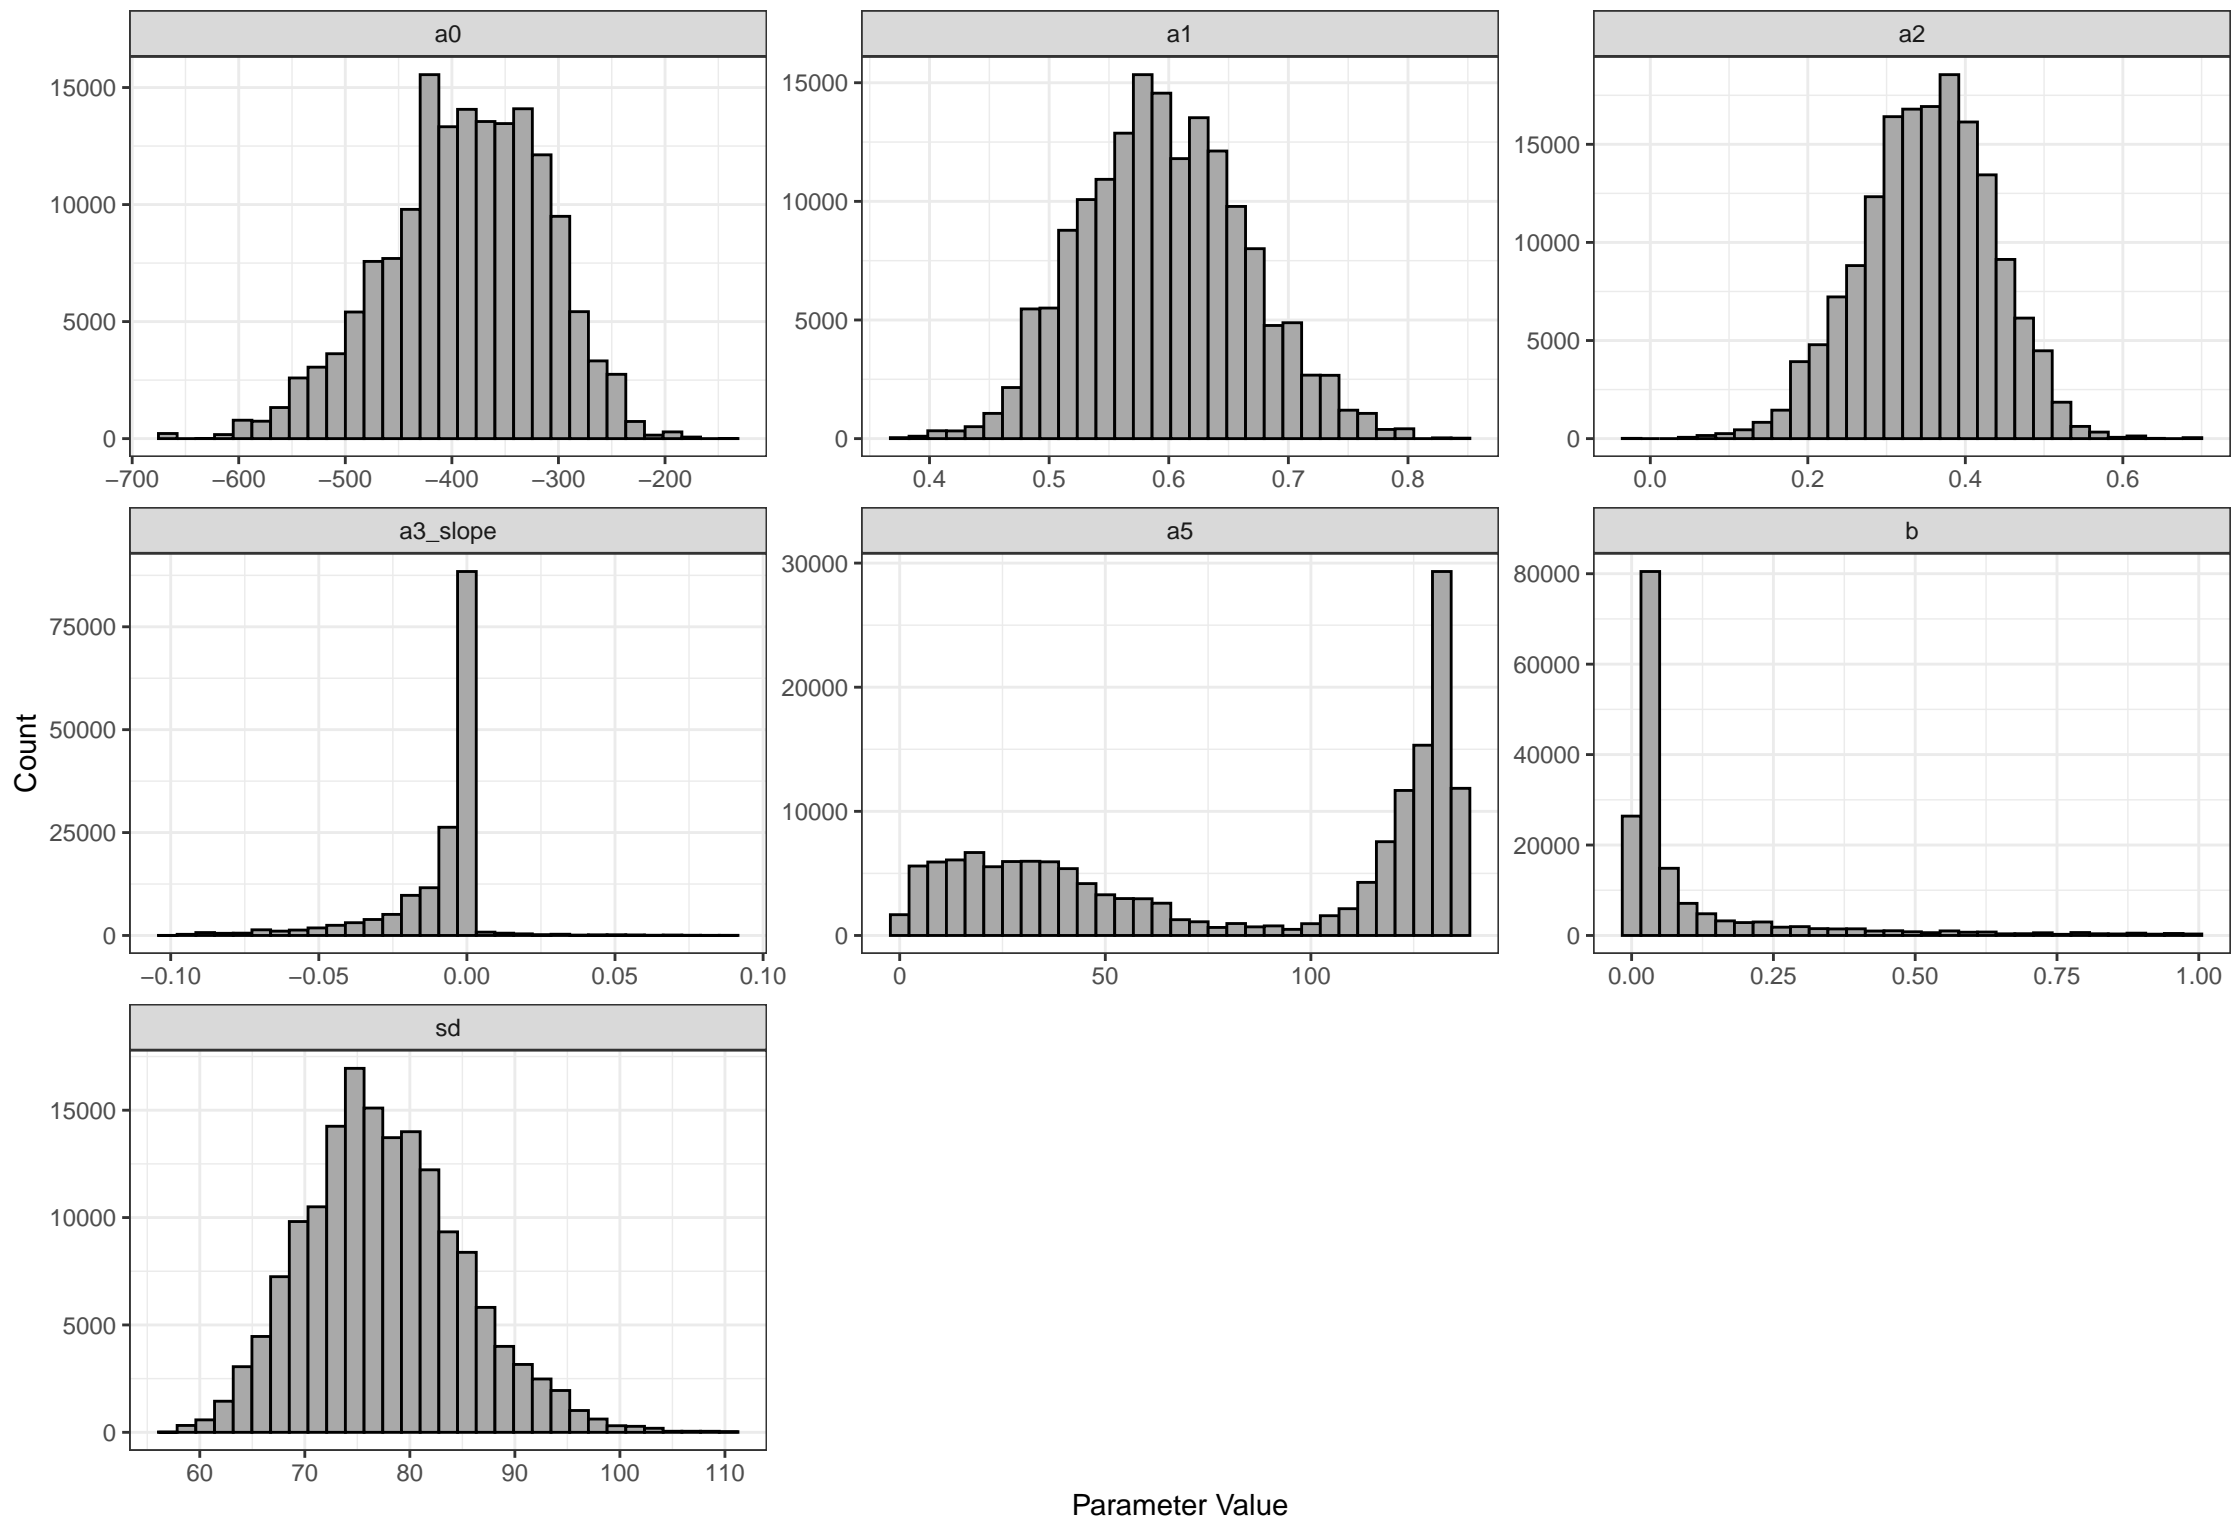 a0
a1
a2
15000
10000
5000
0
−700 −600 −500 −400 −300 −200
15000
10000
5000
0
0.4 0.5 0.6 0.7 0.8
15000
10000
5000
0
0.0 0.2 0.4 0.6
a3_slope
a5
b
75000
50000
25000
0
−0.10 −0.05 0.00 0.05 0.10
30000
20000
10000
0
0 50 100
80000
60000
40000
20000
0
0.00 0.25 0.50 0.75 1.00
Count
sd
15000
10000
5000
0
60 70 80 90 100 110
Parameter Value